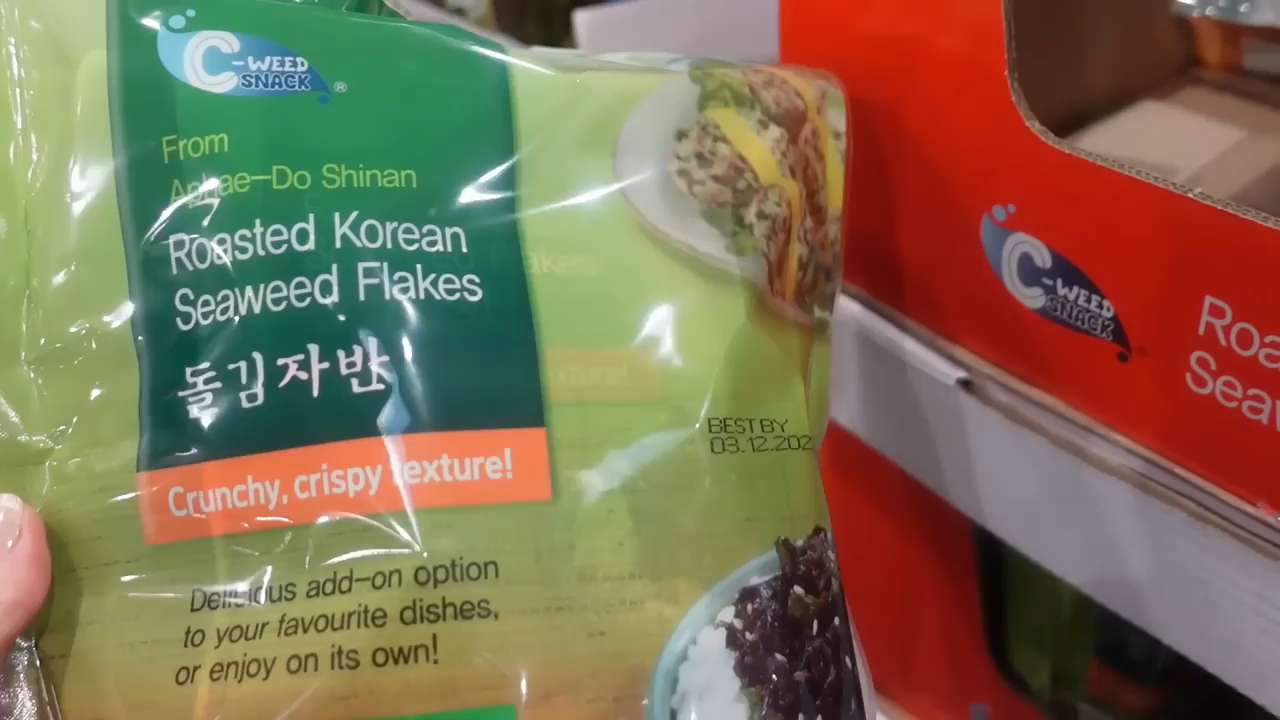 C-WEED
SNACK
®
From
Aphae-Do Shinan
Roasted Korean
Seaweed Flakes
돌김자반
Crunchy, crispy texture!
Delicious add-on option
to your favourite dishes,
or enjoy on its own!
BEST BY
03.12.202
C-WEED
SNACK
Roa
Sea